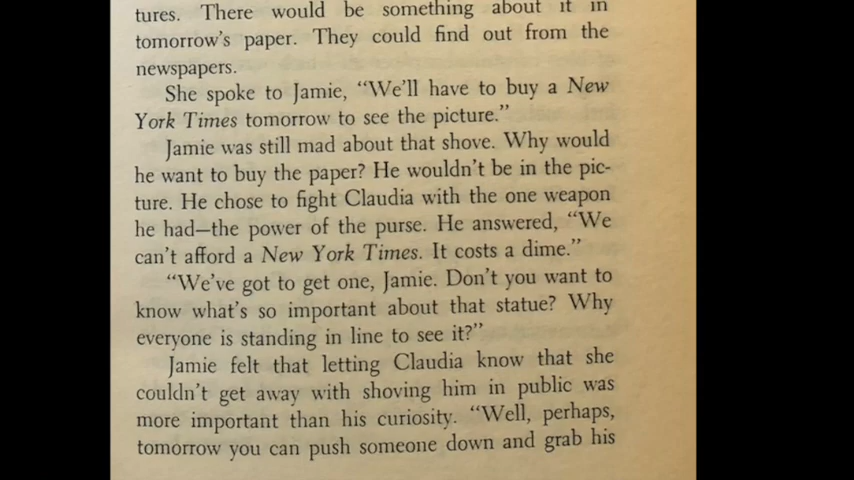 tures. There would be something about it in
tomorrow's paper. They could find out from the
newspapers.
She spoke to Jamie, “We'll have to buy a New
York Times tomorrow to see the picture.”
Jamie was still mad about that shove. Why would
he want to buy the paper? He wouldn't be in the pic-
ture. He chose to fight Claudia with the one weapon
he had—the power of the purse. He answered, “We
can't afford a New York Times. It costs a dime.”
“We've got to get one, Jamie. Don't you want to
know what's so important about that statue? Why
everyone is standing in line to see it?”
Jamie felt that letting Claudia know that she
couldn't get away with shoving him in public was
more important than his curiosity. “Well, perhaps,
tomorrow you can push someone down and grab his